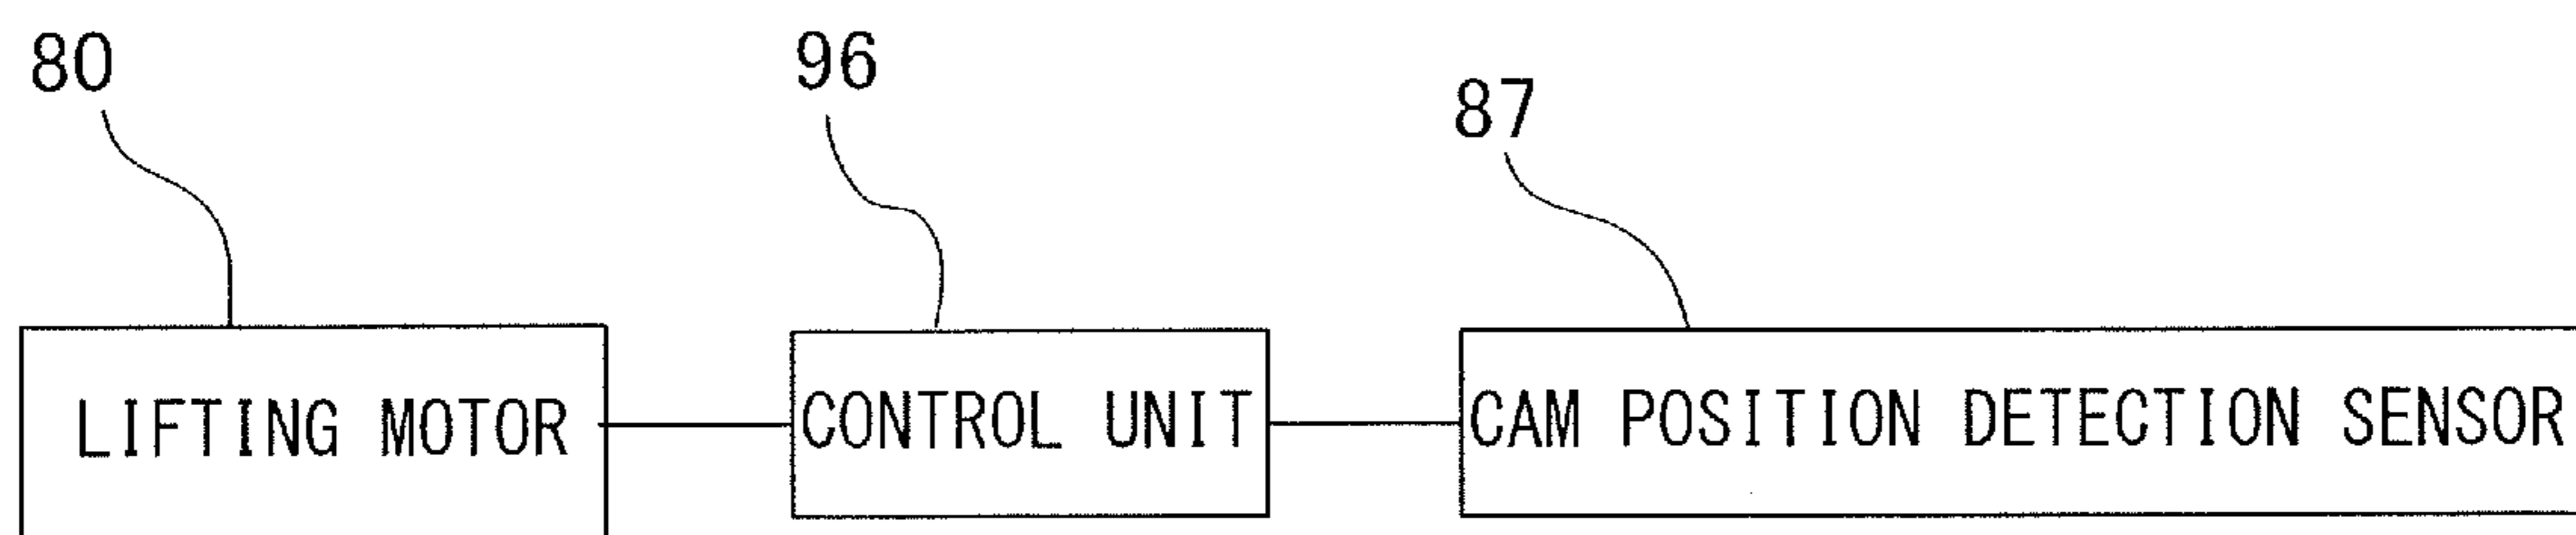 80
96
87
LIFTING MOTOR
CONTROL UNIT
CAM POSITION DETECTION SENSOR